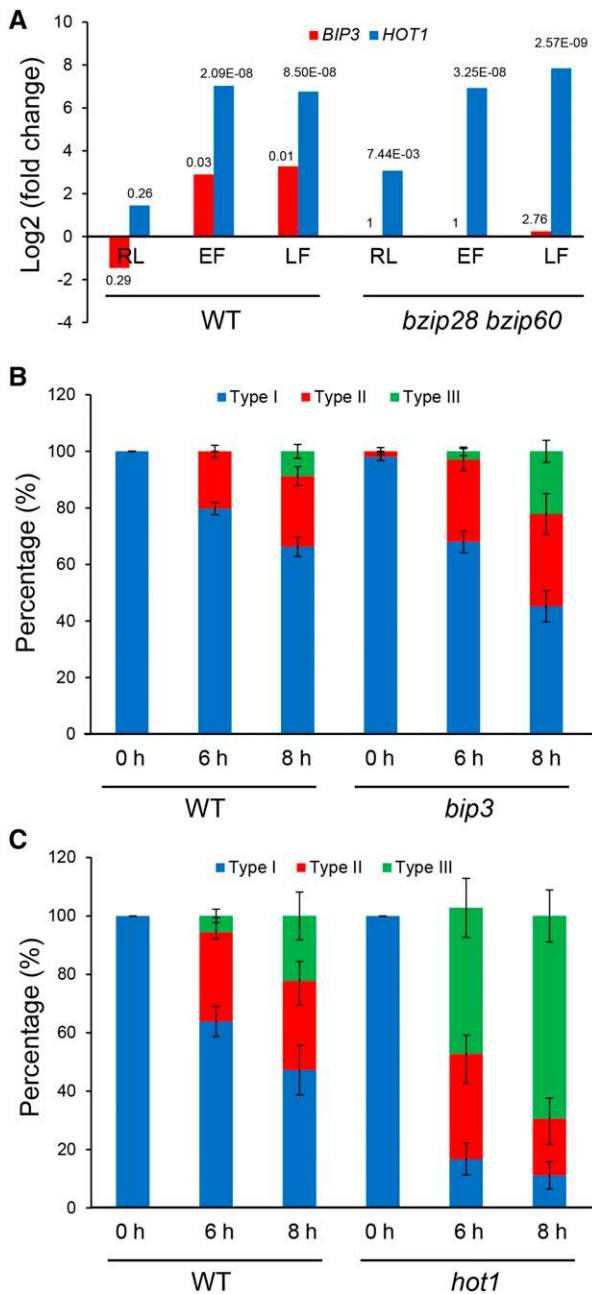 A
BIP3 HOT1
Log2 (fold change)
10
8
6
4
2
0
-2
-4
0.29
0.26
0.03
2.09E-08
0.01
8.50E-08
1
7.44E-03
1
3.25E-08
2.76
2.57E-09
RL EF LF RL EF LF
WT bzip28 bzip60
B
Type I Type II Type III
Percentage (%)
120
100
80
60
40
20
0
0 h 6 h 8 h 0 h 6 h 8 h
WT bip3
C
Type I Type II Type III
Percentage (%)
120
100
80
60
40
20
0
0 h 6 h 8 h 0 h 6 h 8 h
WT hot1